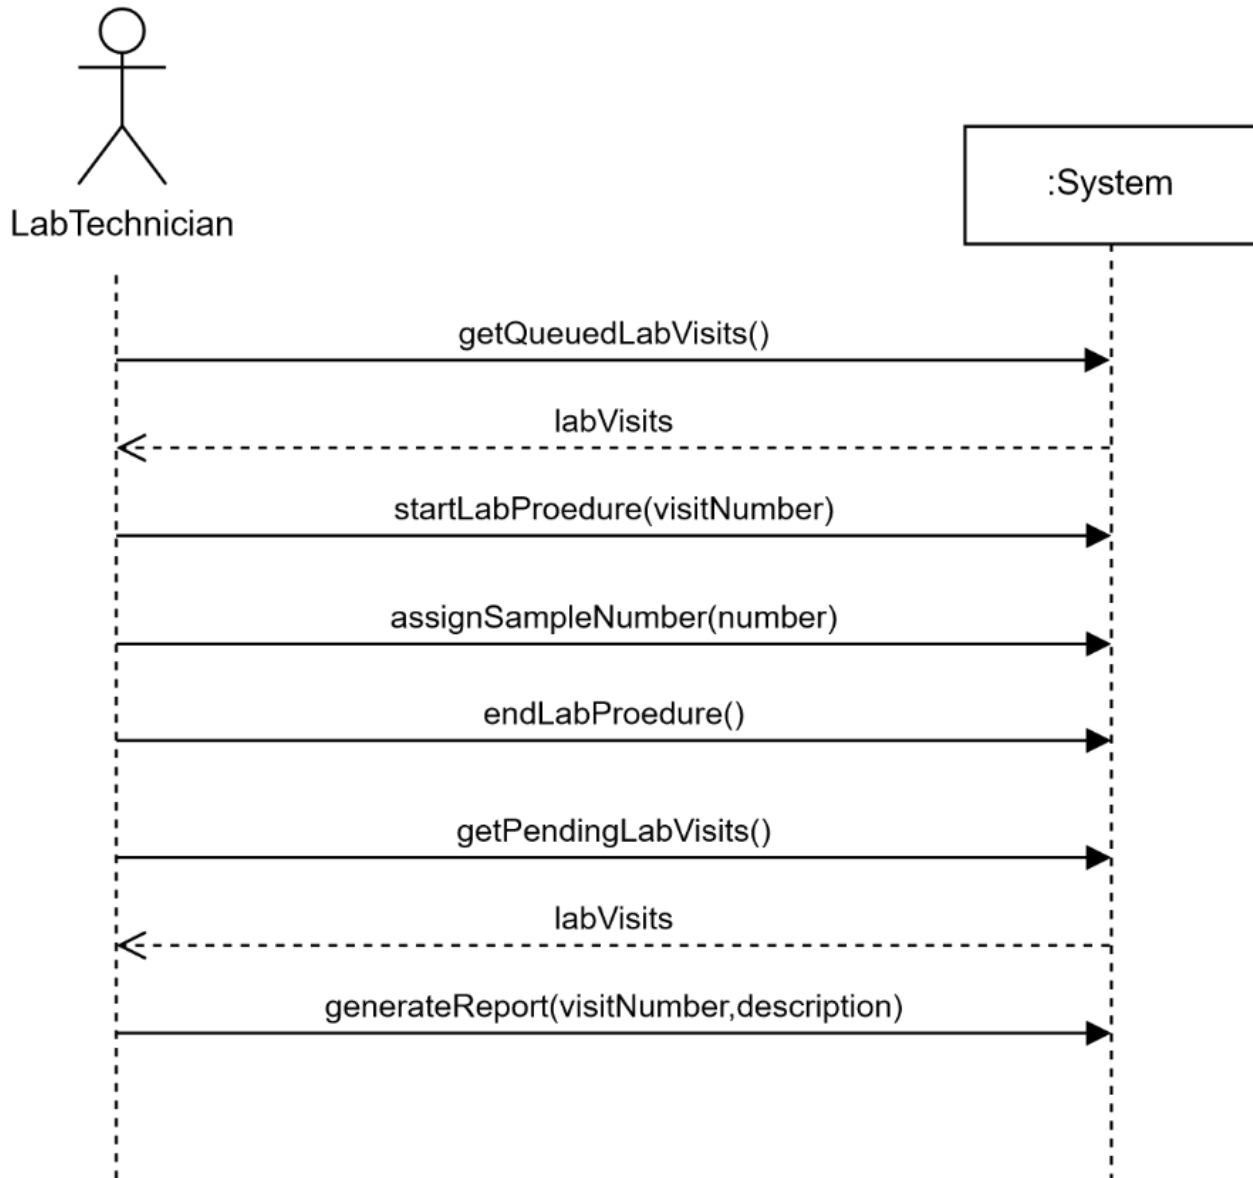 LabTechnician
:System
getQueuedLabVisits()
labVisits
startLabProedure(visitNumber)
assignSampleNumber(number)
endLabProedure()
getPendingLabVisits()
labVisits
generateReport(visitNumber,description)